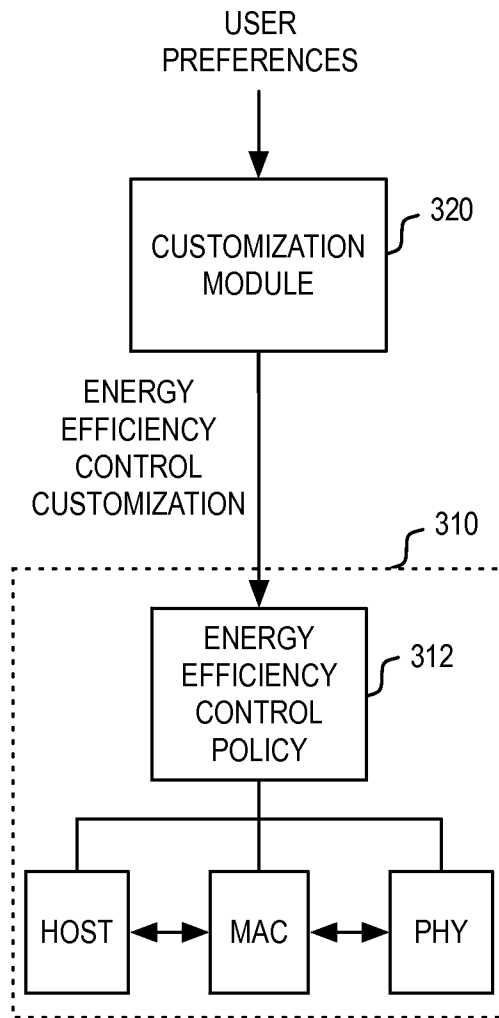 USER
PREFERENCES
320
CUSTOMIZATION
MODULE
ENERGY
EFFICIENCY
CONTROL
CUSTOMIZATION
310
ENERGY
EFFICIENCY
CONTROL
POLICY
312
HOST
MAC
PHY